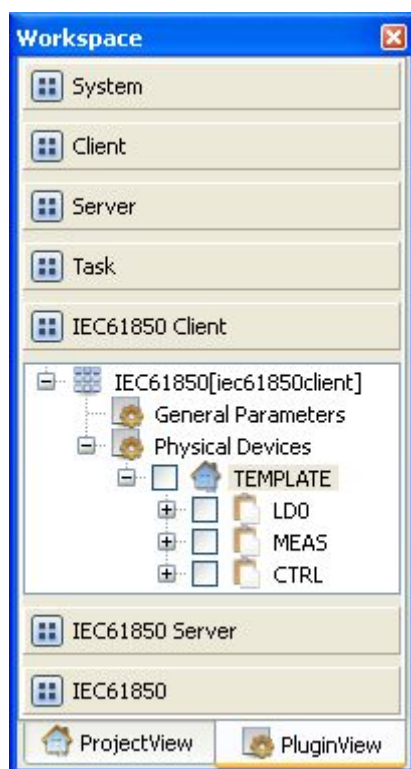 Workspace
System
Client
Server
Task
IEC61850 Client
IEC61850[iec61850client]
General Parameters
Physical Devices
TEMPLATE
LD0
MEAS
CTRL
IEC61850 Server
IEC61850
ProjectView PluginView